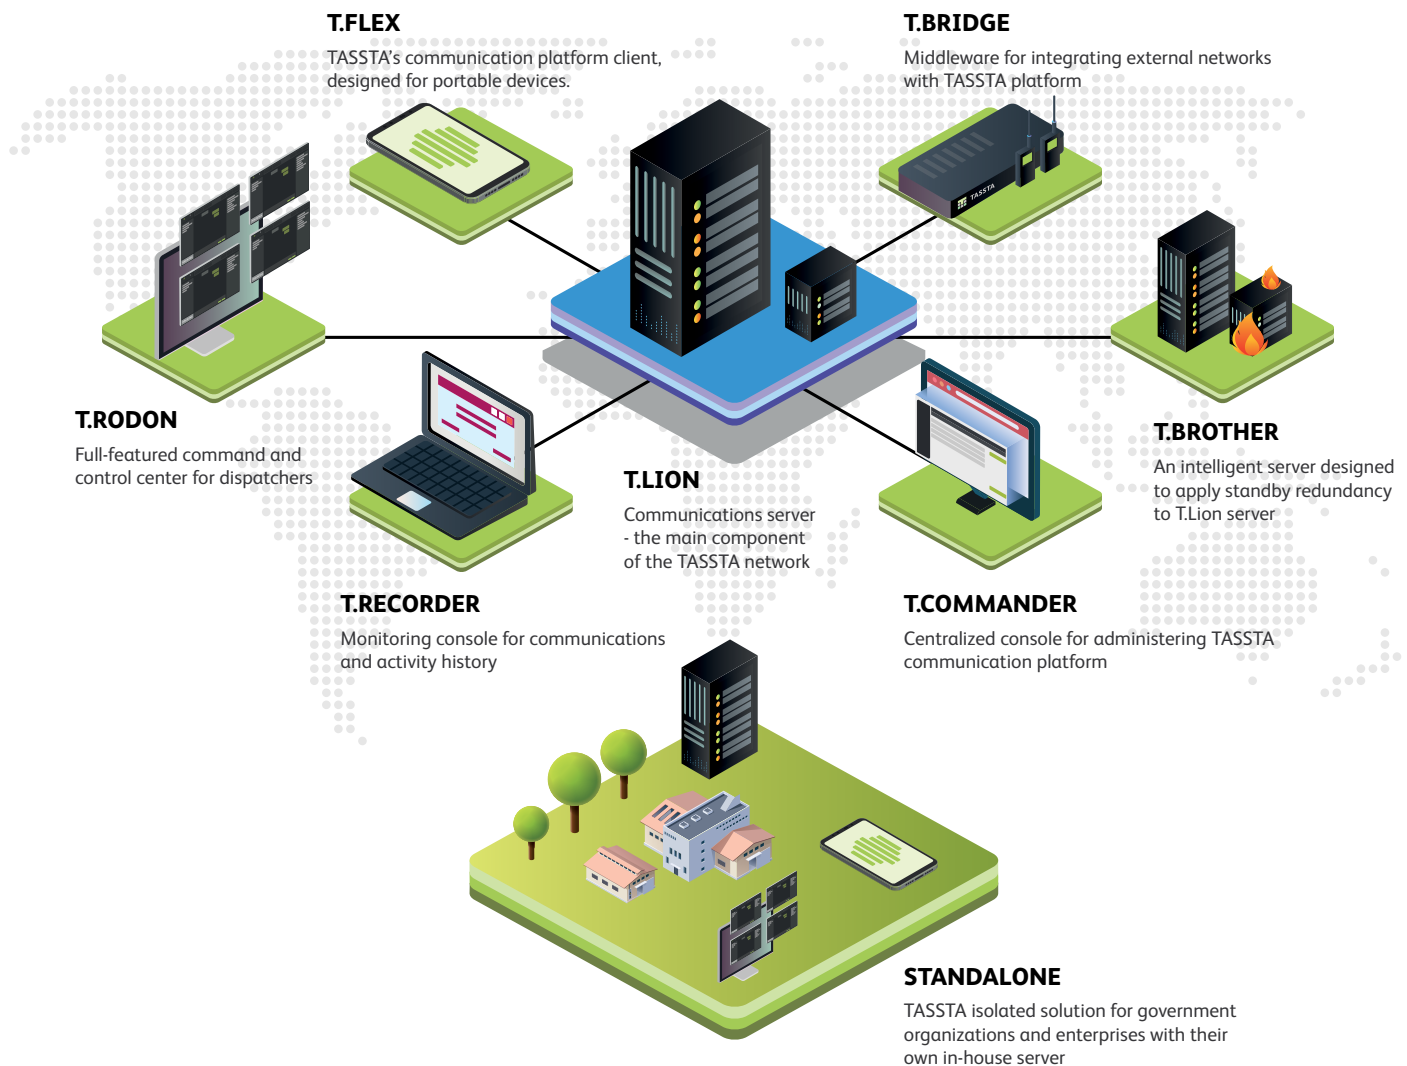 T.FLEX
TASSTA's communication platform client,
designed for portable devices.
T.BRIDGE
Middleware for integrating external networks
with TASSTA platform
TASSTA
T.RODON
Full-featured command and
control center for dispatchers
T.BROTHER
An intelligent server designed
to apply standby redundancy
to T.Lion server
T.LION
Communications server
- the main component
of the TASSTA network
T.RECORDER
Monitoring console for communications
and activity history
T.COMMANDER
Centralized console for administering TASSTA
communication platform
STANDALONE
TASSTA isolated solution for government
organizations and enterprises with their
own in-house server